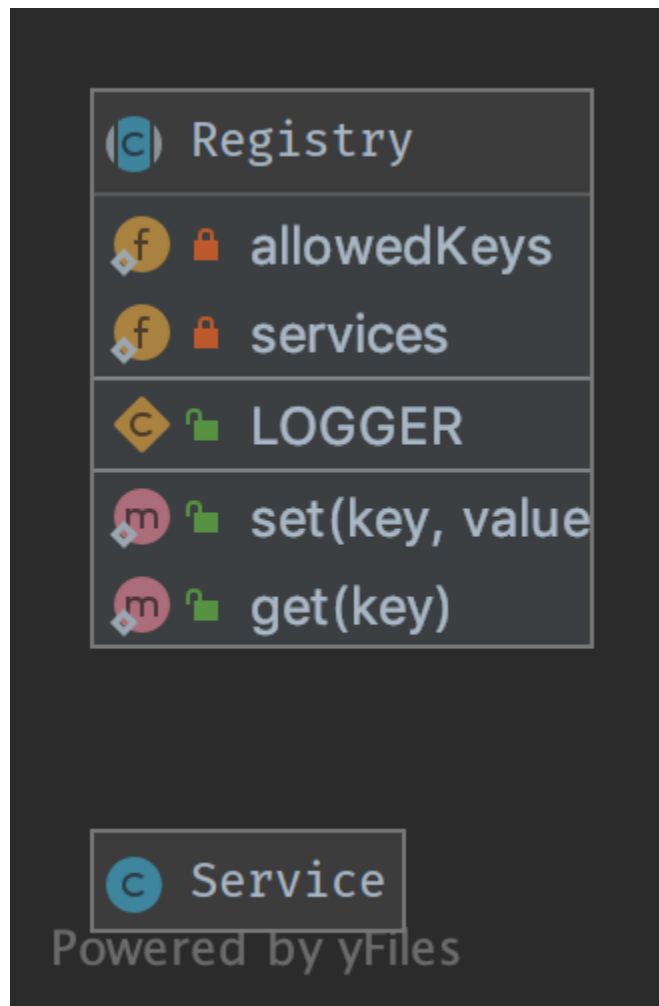 Registry
allowedKeys
services
LOGGER
set(key, value
get(key)
Service
Powered by yFiles